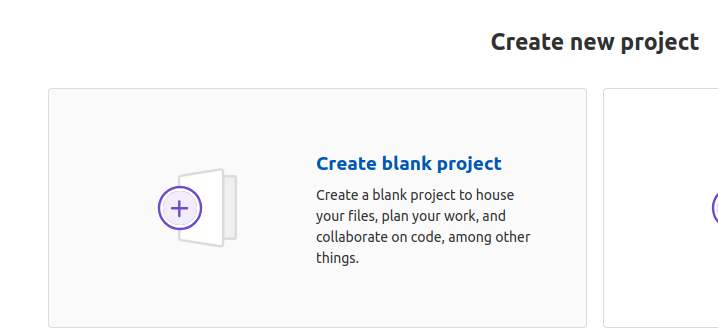 Create new project
Create blank project
Create a blank project to house
your files, plan your work, and
collaborate on code, among other
things.